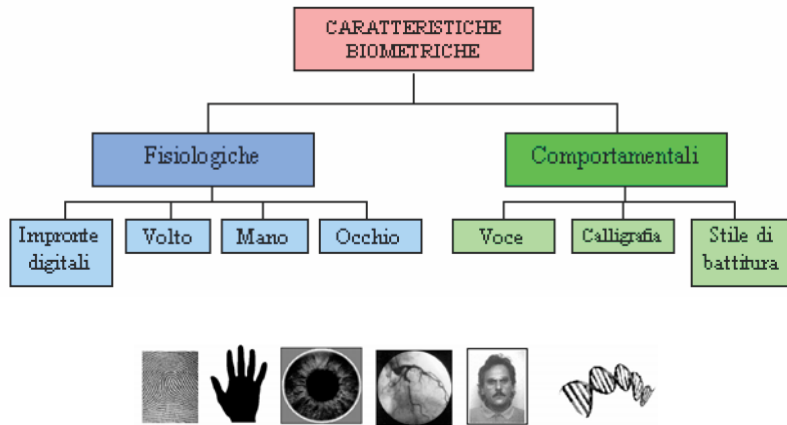 CARATTERISTICHE
BIOMETRICHE
Fisiologiche
Comportamentali
Impronte
digitali
Volto
Mano
Occhio
Voce
Calligrafia
Stile di
battitura